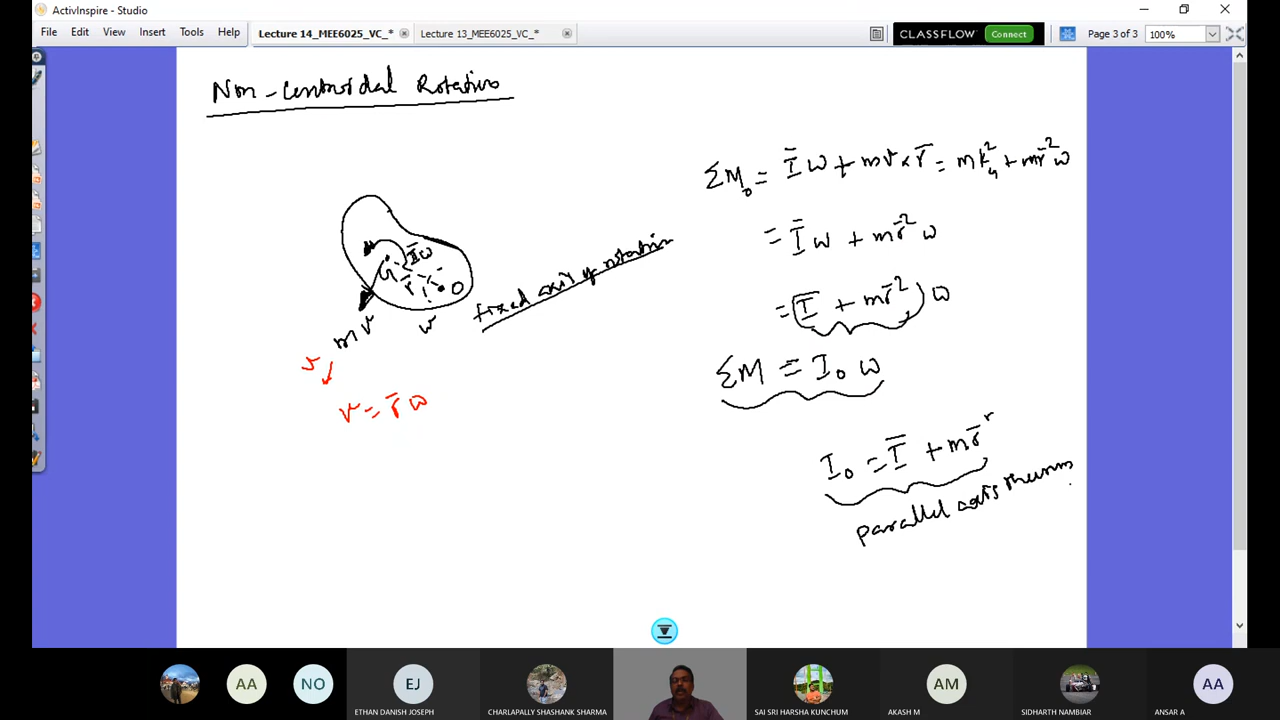 ActivInspire - Studio
File Edit View Insert Tools Help
Lecture 14_MEE6025_VC_*
Lecture 13_MEE6025_VC_*
CLASSFLOW Connect
Page 3 of 3
100%
Non-Centroidal Rotation
Īω
G
r̄
O
mv
ω
fixed axis of rotation
v
v = r̄ω
ΣM₀ = Īω + mv × r̄ = mk²_G + mr̄²ω
= Īω + mr̄²ω
= (Ī + mr̄²)ω
ΣM = I₀ω
I₀ = Ī + mr̄²
parallel axis theorem
AA
NO
EJ
AM
AA
ETHAN DANISH JOSEPH
CHARLAPALLY SHASHANK SHARMA
SAI SRI HARSHA KUNCHUM
AKASH M
SIDHARTH NAMBIAR
ANSAR A